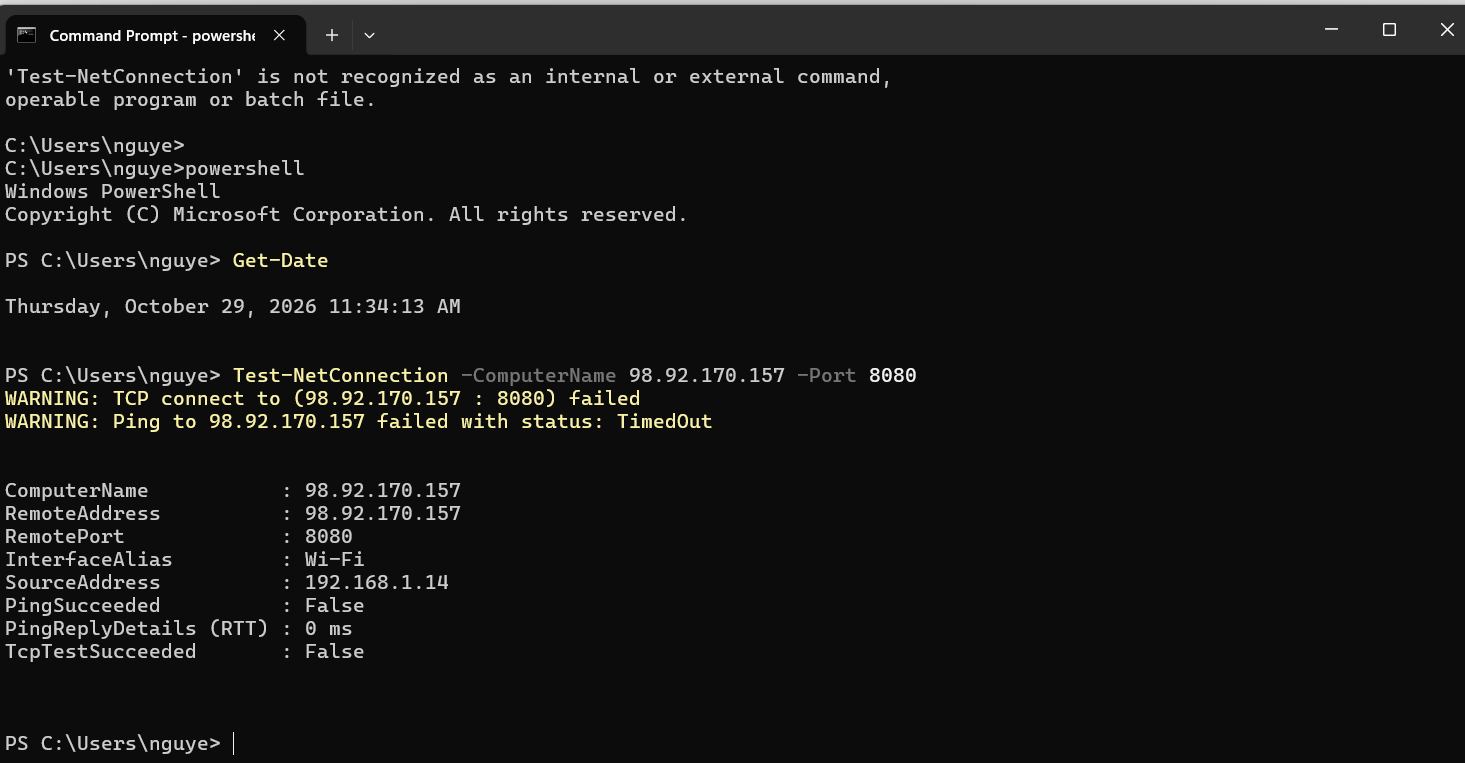 Command Prompt - powershe
'Test-NetConnection' is not recognized as an internal or external command,
operable program or batch file.
C:\Users\nguye>
C:\Users\nguye>powershell
Windows PowerShell
Copyright (C) Microsoft Corporation. All rights reserved.
PS C:\Users\nguye> Get-Date
Thursday, October 29, 2026 11:34:13 AM
PS C:\Users\nguye> Test-NetConnection -ComputerName 98.92.170.157 -Port 8080
WARNING: TCP connect to (98.92.170.157 : 8080) failed
WARNING: Ping to 98.92.170.157 failed with status: TimedOut
ComputerName           : 98.92.170.157
RemoteAddress          : 98.92.170.157
RemotePort             : 8080
InterfaceAlias         : Wi-Fi
SourceAddress          : 192.168.1.14
PingSucceeded          : False
PingReplyDetails (RTT) : 0 ms
TcpTestSucceeded       : False
PS C:\Users\nguye>